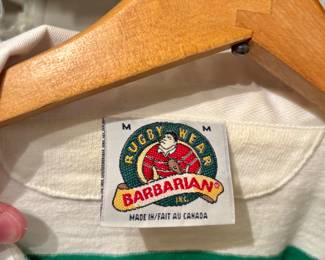 M M
RUGBY WEAR
BARBARIAN®
INC.
MADE IN/FAIT AU CANADA